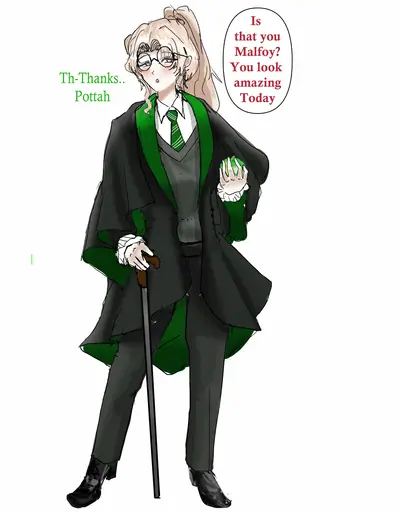 Is
that you
Malfoy?
You look
amazing
Today
Th-Thanks..
Pottah